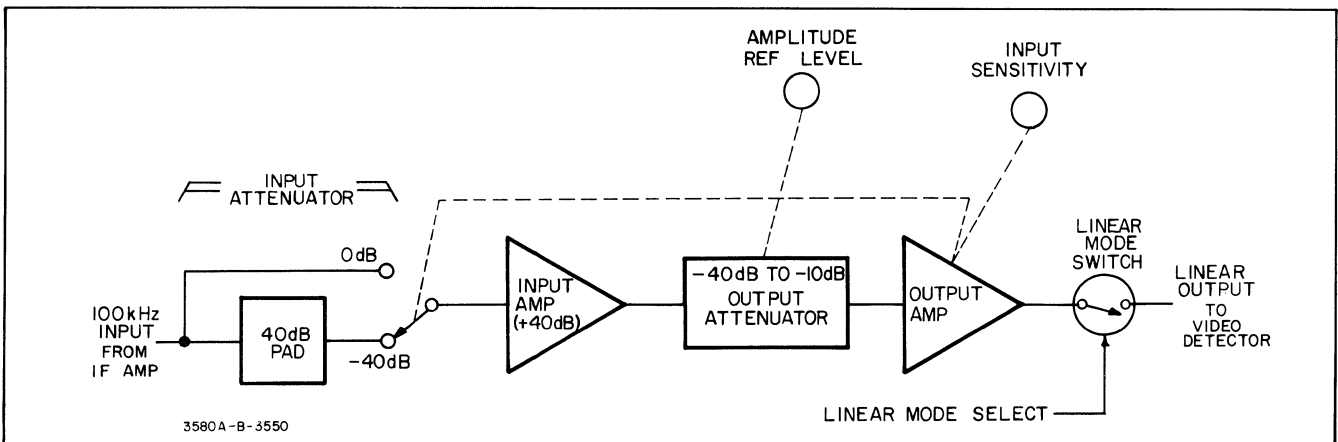 AMPLITUDE
REF LEVEL
INPUT
SENSITIVITY
INPUT
ATTENUATOR
0dB
100kHz
INPUT
FROM
IF AMP
40dB
PAD
-40dB
INPUT
AMP
(+40dB)
-40dB TO -10dB
OUTPUT
ATTENUATOR
OUTPUT
AMP
LINEAR
MODE
SWITCH
LINEAR
OUTPUT
TO
VIDEO
DETECTOR
LINEAR MODE SELECT
3580A-B-3550